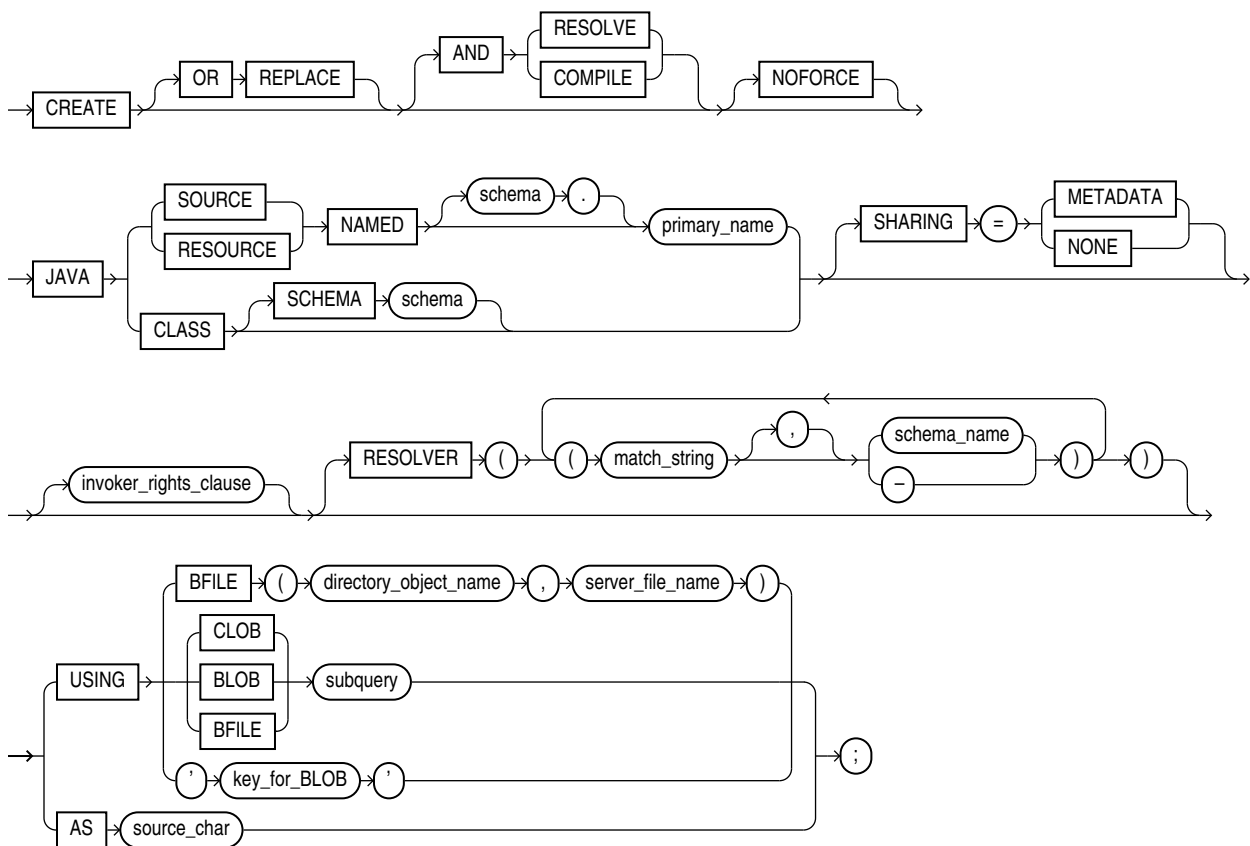 OR REPLACE AND RESOLVE
COMPILE NOFORCE
CREATE
SOURCE
RESOURCE NAMED schema . primary_name SHARING = METADATA
NONE
JAVA
CLASS SCHEMA schema
invoker_rights_clause RESOLVER ( ( match_string , schema_name
– ) )
BFILE ( directory_object_name , server_file_name )
CLOB
USING BLOB subquery
BFILE
' key_for_BLOB ' ;
AS source_char